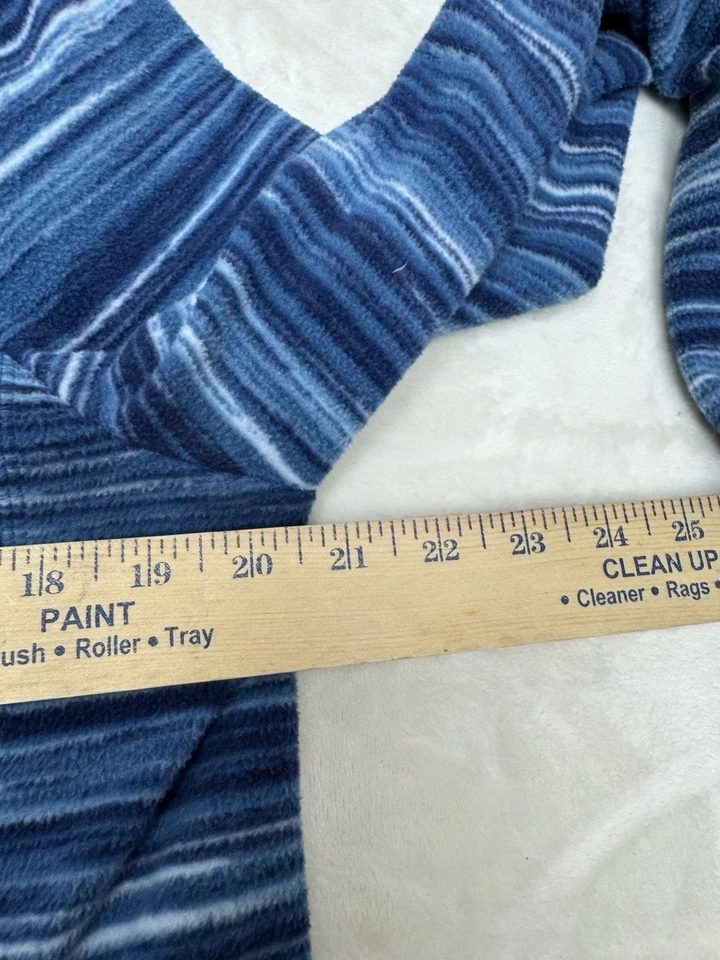 18 19 20 21 22 23 24 25
PAINT
ush • Roller • Tray
CLEAN UP
• Cleaner • Rags •